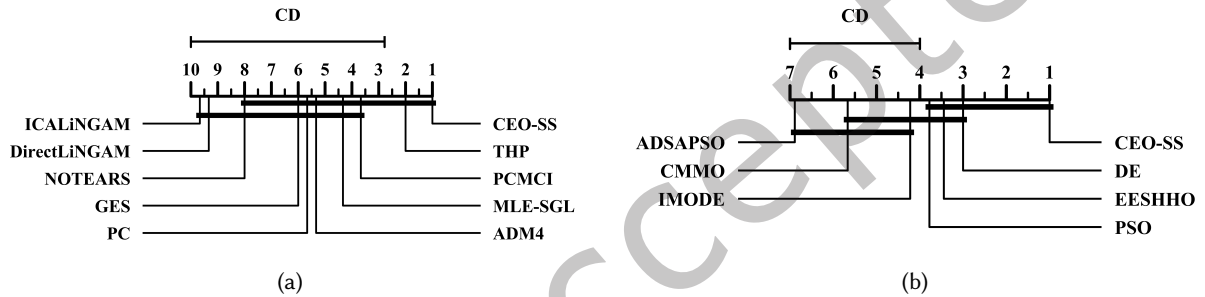 CD
10 9 8 7 6 5 4 3 2 1
ICALiNGAM
DirectLiNGAM
NOTEARS
GES
PC
CEO-SS
THP
PCMCI
MLE-SGL
ADM4
(a)
CD
7 6 5 4 3 2 1
ADSAPSO
CMMO
IMODE
CEO-SS
DE
EESHHO
PSO
(b)
ccepte